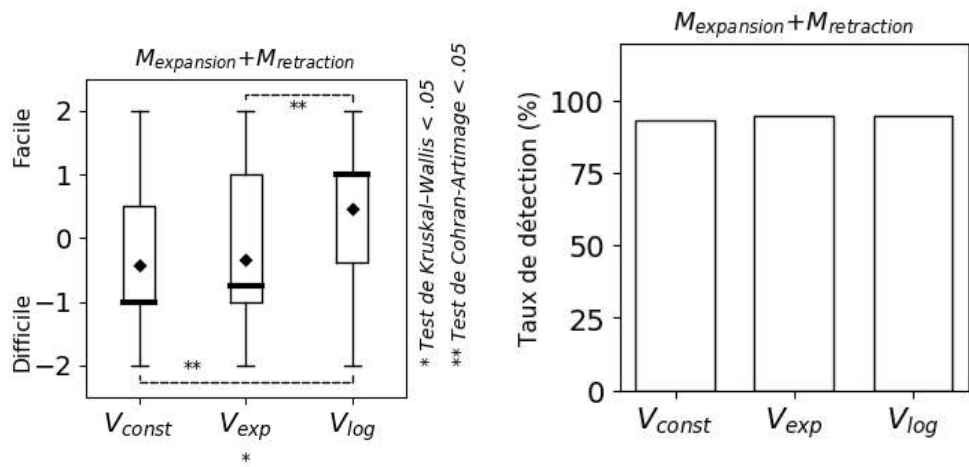 M_expansion+M_retraction
Facile
Difficile
2
1
0
−1
−2
**
**
V_const
V_exp
V_log
*
* Test de Kruskal-Wallis < .05
** Test de Cohran-Artimage < .05
M_expansion+M_retraction
Taux de détection (%)
100
75
50
25
0
V_const
V_exp
V_log